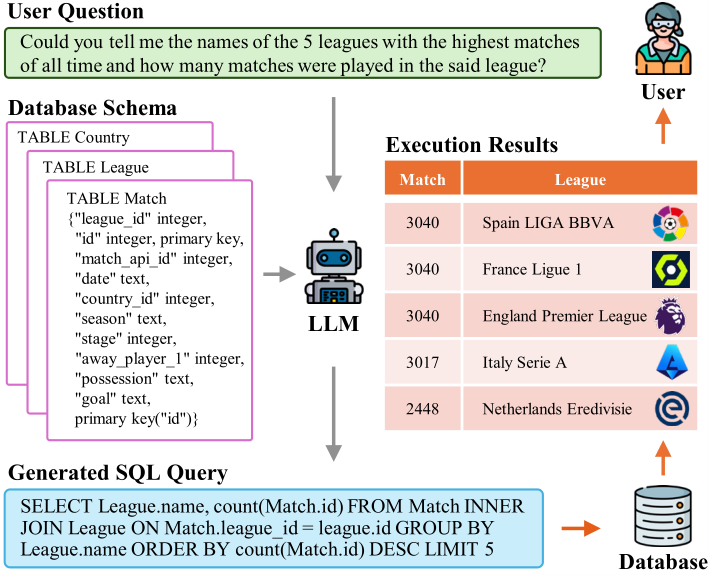 User Question
Could you tell me the names of the 5 leagues with the highest matches
of all time and how many matches were played in the said league?
User
Database Schema
TABLE Country
TABLE League
TABLE Match
{"league_id" integer,
"id" integer, primary key,
"match_api_id" integer,
"date" text,
"country_id" integer,
"season" text,
"stage" integer,
"away_player_1" integer,
"possession" text,
"goal" text,
primary key("id")}
LLM
Execution Results
Match League
3040 Spain LIGA BBVA
3040 France Ligue 1
3040 England Premier League
3017 Italy Serie A
2448 Netherlands Eredivisie
Generated SQL Query
SELECT League.name, count(Match.id) FROM Match INNER
JOIN League ON Match.league_id = league.id GROUP BY
League.name ORDER BY count(Match.id) DESC LIMIT 5
Database